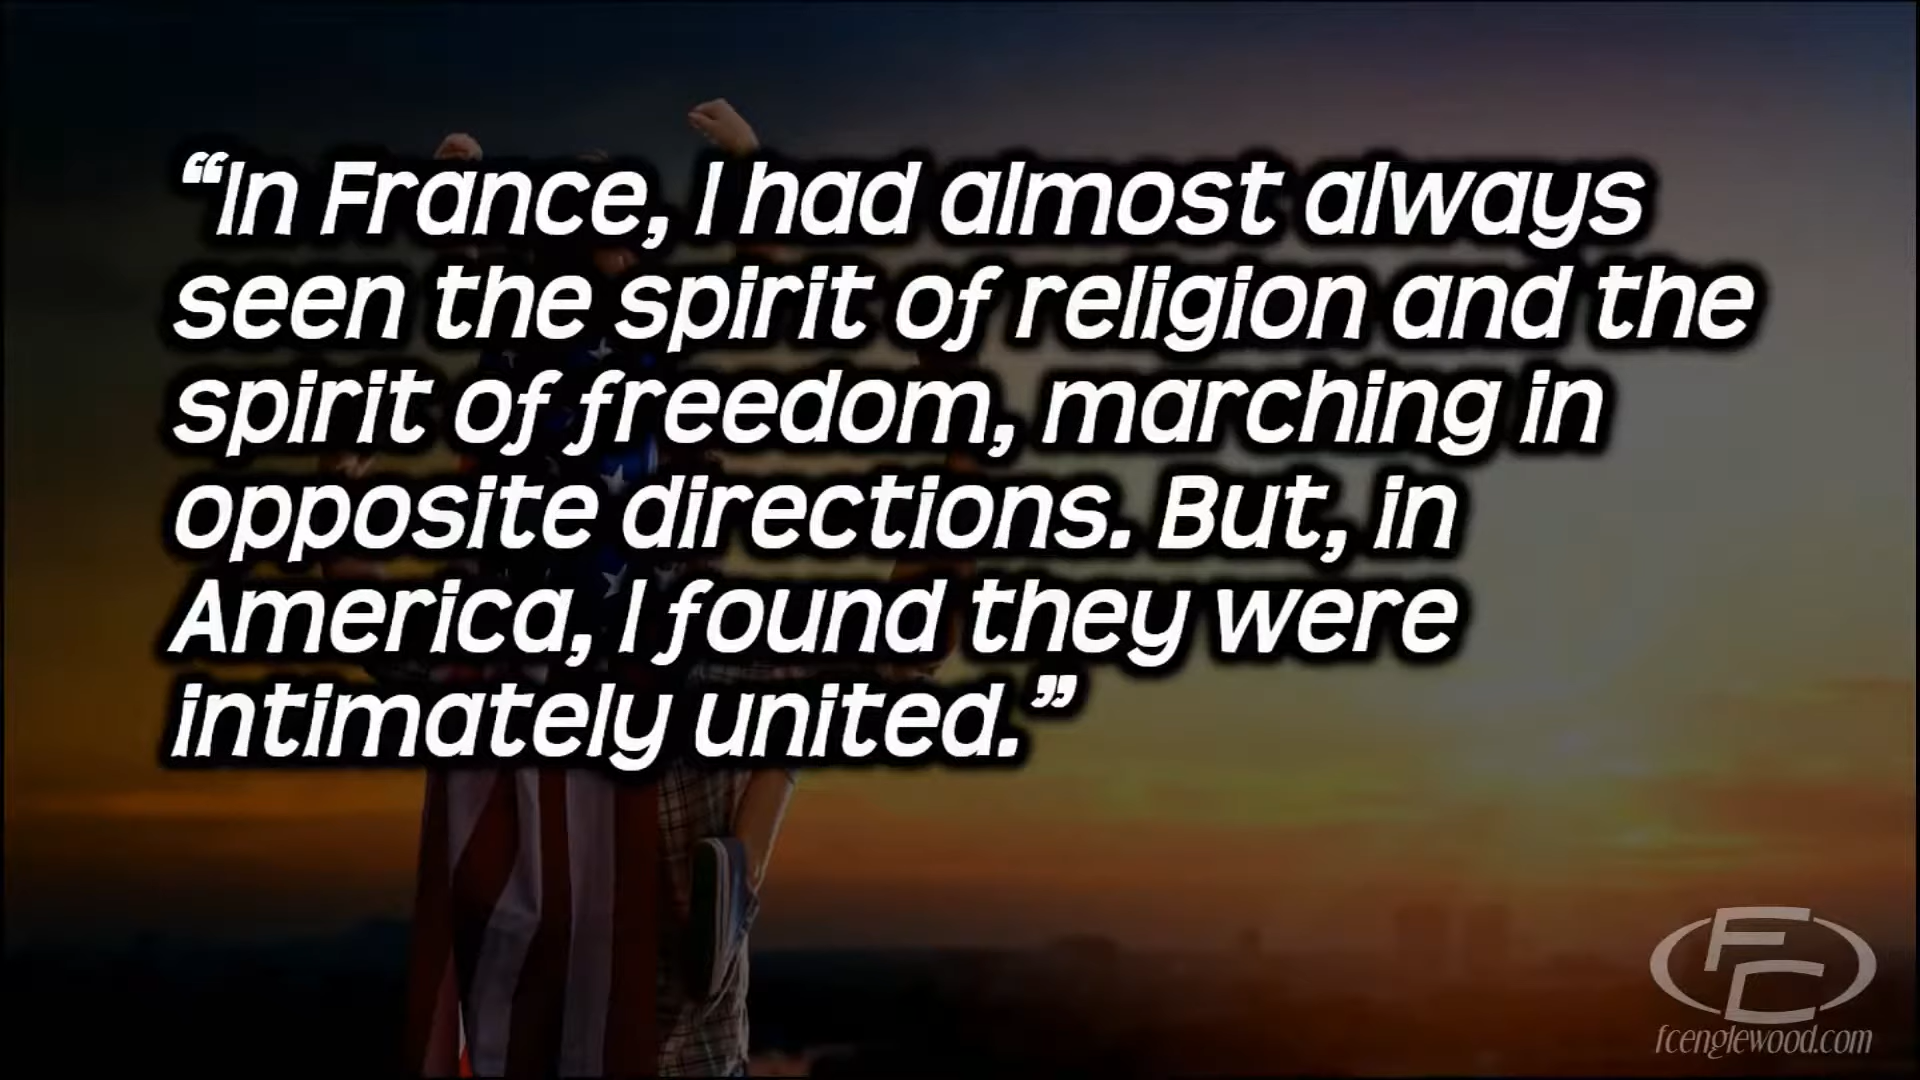 “In France, I had almost always
seen the spirit of religion and the
spirit of freedom, marching in
opposite directions. But, in
America, I found they were
intimately united.”
FC
fcenglewood.com